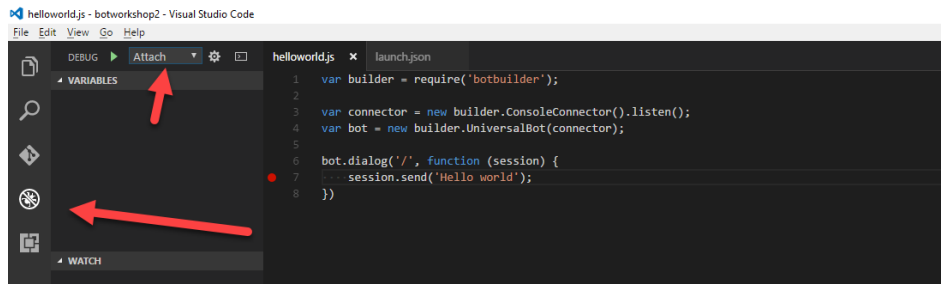 helloworld.js - botworkshop2 - Visual Studio Code
File Edit View Go Help
DEBUG Attach
helloworld.js × launch.json
VARIABLES
1 var builder = require('botbuilder');
2
3 var connector = new builder.ConsoleConnector().listen();
4 var bot = new builder.UniversalBot(connector);
5
6 bot.dialog('/', function (session) {
7 ····session.send('Hello world');
8 })
WATCH